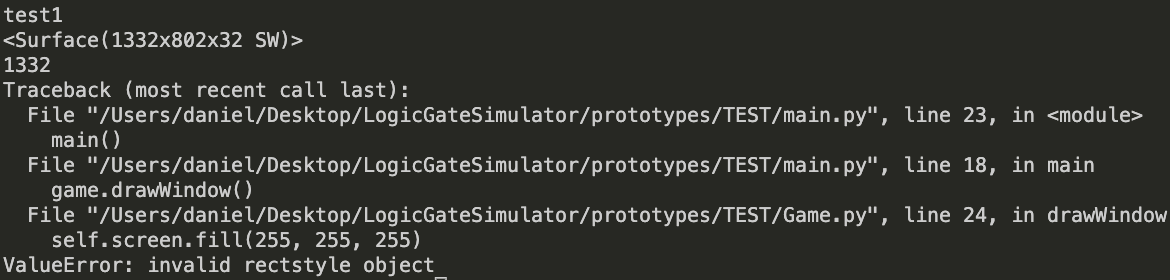 test1
<Surface(1332x802x32 SW)>
1332
Traceback (most recent call last):
  File "/Users/daniel/Desktop/LogicGateSimulator/prototypes/TEST/main.py", line 23, in <module>
    main()
  File "/Users/daniel/Desktop/LogicGateSimulator/prototypes/TEST/main.py", line 18, in main
    game.drawWindow()
  File "/Users/daniel/Desktop/LogicGateSimulator/prototypes/TEST/Game.py", line 24, in drawWindow
    self.screen.fill(255, 255, 255)
ValueError: invalid rectstyle object